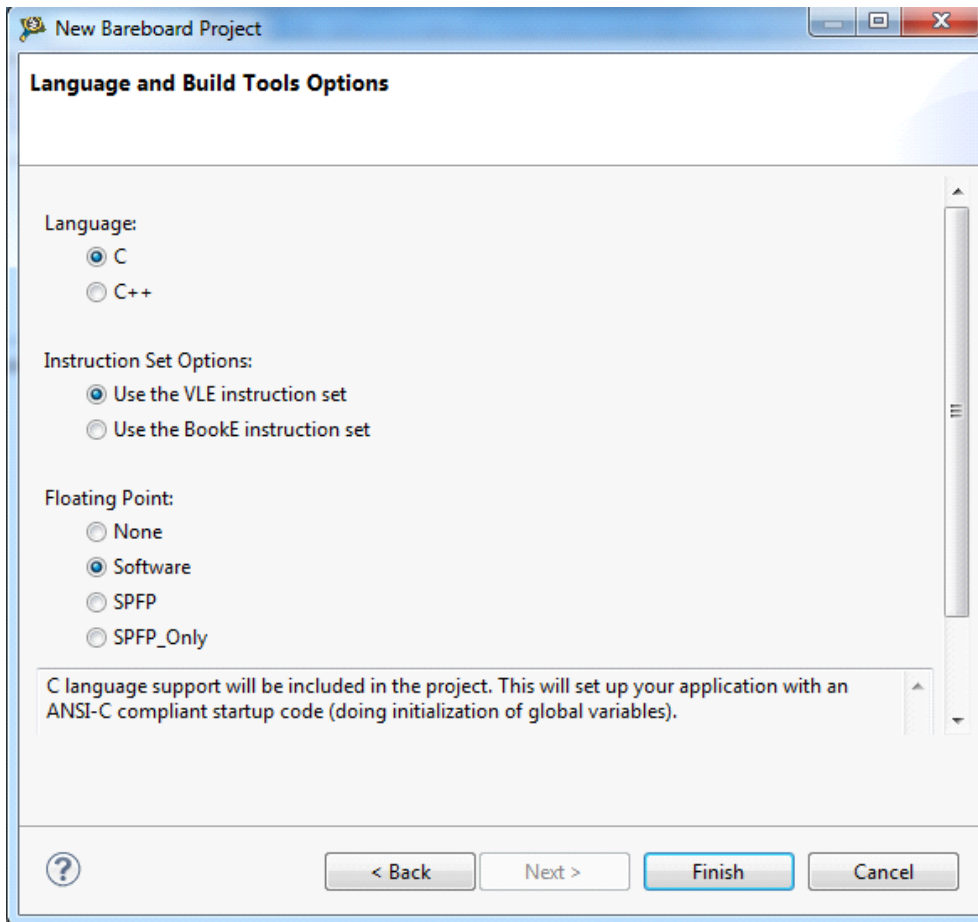 New Bareboard Project
Language and Build Tools Options
Language:
C
C++
Instruction Set Options:
Use the VLE instruction set
Use the BookE instruction set
Floating Point:
None
Software
SPFP
SPFP_Only
C language support will be included in the project. This will set up your application with an
ANSI-C compliant startup code (doing initialization of global variables).
?
< Back
Next >
Finish
Cancel